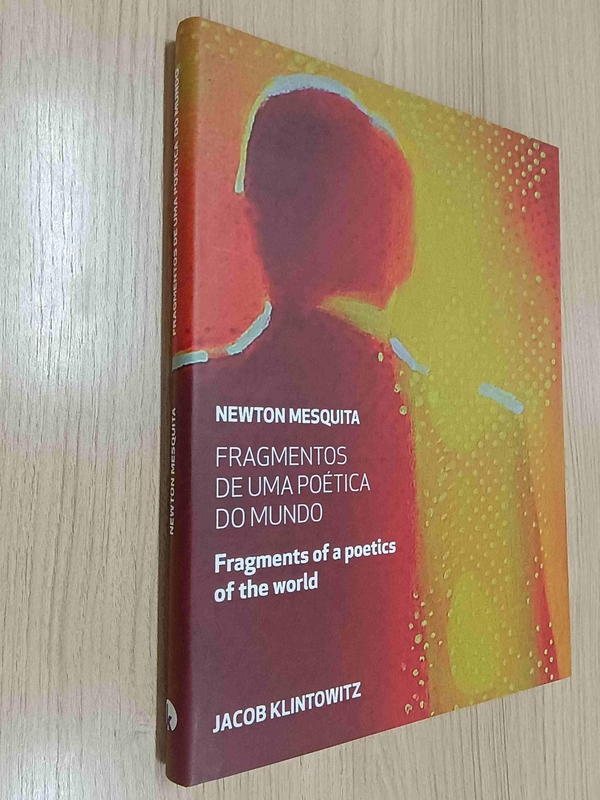 NEWTON MESQUITA
FRAGMENTOS
DE UMA POÉTICA
DO MUNDO
Fragments of a poetics
of the world
JACOB KLINTOWITZ
NEWTON MESQUITA
FRAGMENTOS DE UMA POÉTICA DO MUNDO